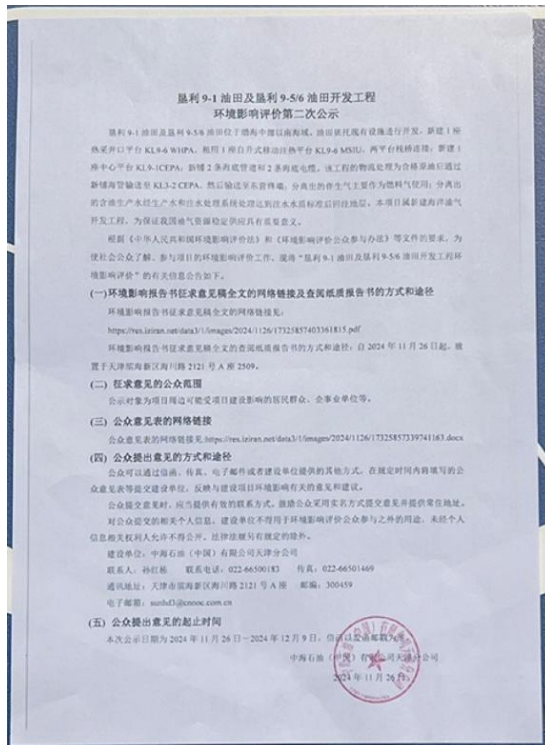 垦利 9-1 油田及垦利 9-5/6 油田开发工程
环境影响评价第二次公示
垦利 9-1 油田及垦利 9-5/6 油田位于渤海中部以南海域。油田依托现有设施进行开发，新建 1 座
热采井口平台 KL9-6 WHPA，租用 1 座自升式移动注热平台 KL9-6 MSIU，两平台栈桥连接；新建 1
座中心平台 KL9-1CEPA；新铺 2 条海底管道和 2 条海底电缆。该工程的物流处理为合格原油后通过
新铺海管输送至 KL3-2 CEPA，然后输送至东营终端；分离出的伴生气主要作为燃料气使用；分离出
的含油生产水经生产水和注水处理系统处理达到注水水质标准后回注地层。本项目属新建海洋油气
开发工程，为保证我国油气资源稳定供应具有重要意义。
根据《中华人民共和国环境影响评价法》和《环境影响评价公众参与办法》等文件的要求，为
使社会公众了解、参与项目的环境影响评价工作，现将“垦利 9-1 油田及垦利 9-5/6 油田开发工程环
境影响评价”的有关信息公告如下。
(一)环境影响报告书征求意见稿全文的网络链接及查阅纸质报告书的方式和途径
环境影响报告书征求意见稿全文的网络链接见：
https://res.iziran.net/data3/1/images/2024/1126/17325857403361815.pdf
环境影响报告书征求意见稿全文的查阅纸质报告书的方式和途径：自 2024 年 11 月 26 日起，放
置于天津滨海新区海川路 2121 号 A 座 2509。
(二) 征求意见的公众范围
公示对象为项目周边可能受项目建设影响的居民群众、企事业单位等。
(三) 公众意见表的网络链接
公众意见表的网络链接见:https://res.iziran.net/data3/1/images/2024/1126/17325857339741163.docx
(四) 公众提出意见的方式和途径
公众可以通过信函、传真、电子邮件或者建设单位提供的其他方式，在规定时间内将填写的公
众意见表等提交建设单位，反映与建设项目环境影响有关的意见和建议。
公众提交意见时，应当提供有效的联系方式。鼓励公众采用实名方式提交意见并提供常住地址。
对公众提交的相关个人信息，建设单位不得用于环境影响评价公众参与之外的用途，未经个人
信息相关权利人允许不得公开。法律法规另有规定的除外。
建设单位：中海石油（中国）有限公司天津分公司
联系人：孙红栋 联系电话：022-66500183 传真：022-66501469
通讯地址：天津市滨海新区海川路 2121 号 A 座 邮编：300459
电子邮箱：sunhd3@cnooc.com.cn
(五) 公众提出意见的起止时间
本次公示日期为 2024 年 11 月 26 日－2024 年 12 月 9 日，信函以发函邮戳为准。
中海石油（中国）有限公司天津分公司
2024 年 11 月 26 日